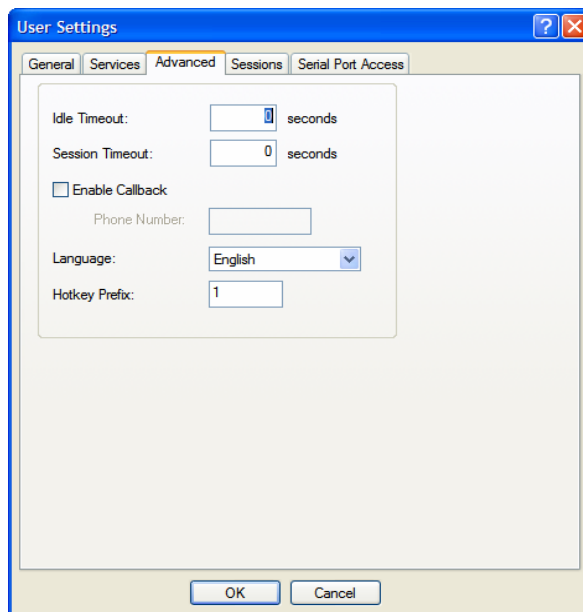 User Settings
General Services Advanced Sessions Serial Port Access
Idle Timeout: 0 seconds
Session Timeout: 0 seconds
Enable Callback
Phone Number:
Language: English
Hotkey Prefix: 1
OK Cancel